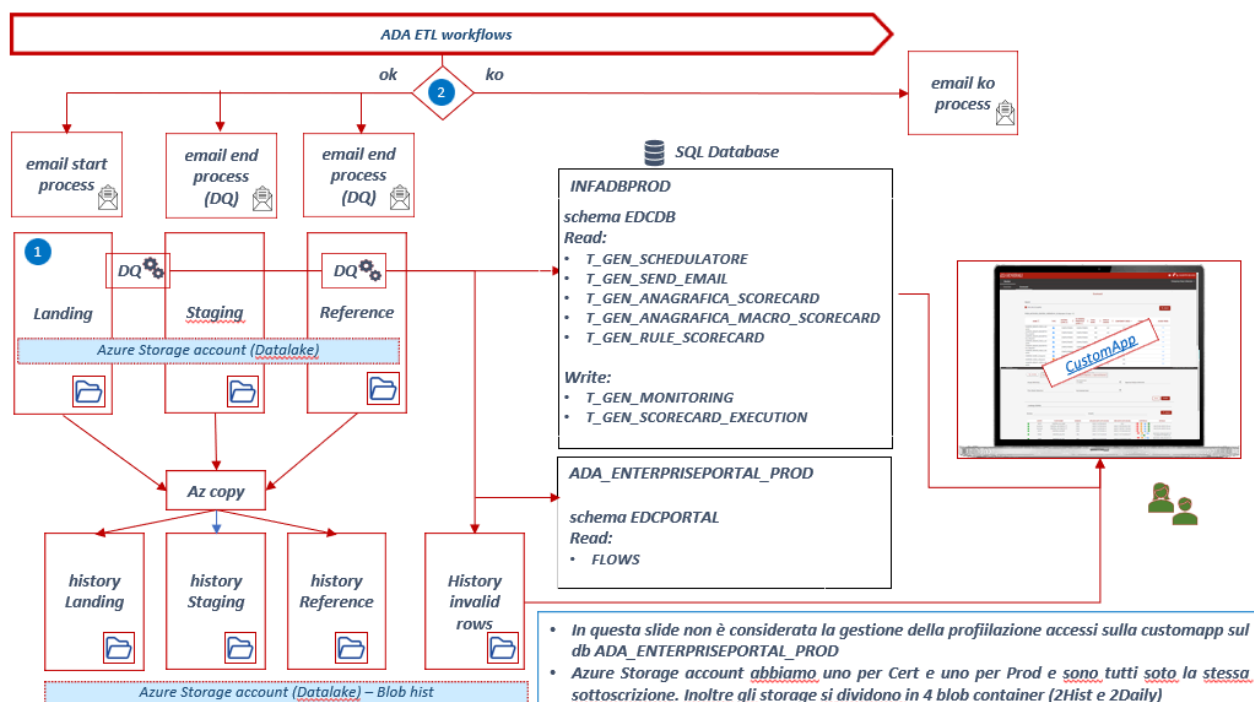 ADA ETL workflows
ok
2
ko
email ko
process
email start
process
email end
process
(DQ)
email end
process
(DQ)
SQL Database
INFADBPROD
schema EDCDB
Read:
• T_GEN_SCHEDULATORE
• T_GEN_SEND_EMAIL
• T_GEN_ANAGRAFICA_SCORECARD
• T_GEN_ANAGRAFICA_MACRO_SCORECARD
• T_GEN_RULE_SCORECARD
Write:
• T_GEN_MONITORING
• T_GEN_SCORECARD_EXECUTION
1
DQ
DQ
Landing
Staging
Reference
Azure Storage account (Datalake)
CustomApp
Az copy
ADA_ENTERPRISEPORTAL_PROD
schema EDCPORTAL
Read:
• FLOWS
history
Landing
history
Staging
history
Reference
History
invalid
rows
Azure Storage account (Datalake) – Blob hist
• In questa slide non è considerata la gestione della profiilazione accessi sulla customapp sul
db ADA_ENTERPRISEPORTAL_PROD
• Azure Storage account abbiamo uno per Cert e uno per Prod e sono tutti soto la stessa
sottoscrizione. Inoltre gli storage si dividono in 4 blob container (2Hist e 2Daily)